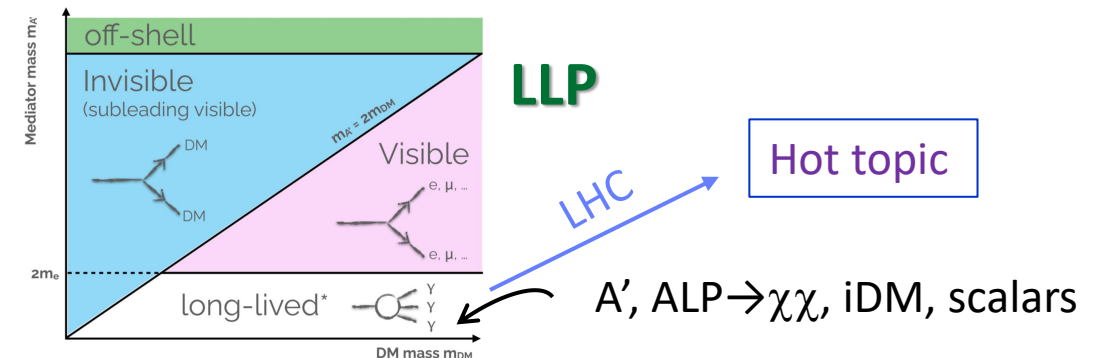 Mediator mass mA'
off-shell
Invisible
(subleading visible)
DM
DM
mA' = 2mDM
Visible
e, μ, ...
e, μ, ...
2me
long-lived*
γ
γ
γ
DM mass mDM
LLP
LHC
Hot topic
A', ALP→χχ, iDM, scalars